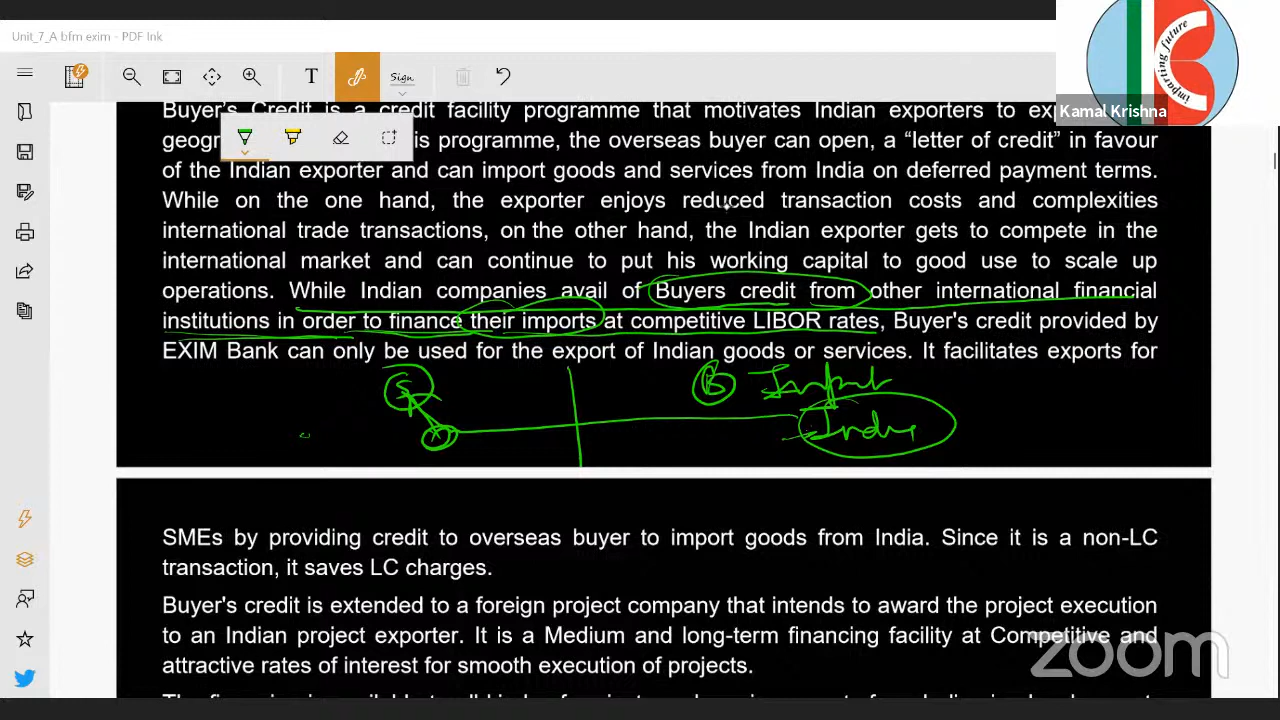 Unit_7_A bfm exim - PDF Ink
T
Sign
imparting future
Kamal Krishna
Buyer's Credit is a credit facility programme that motivates Indian exporters to
geogr is programme, the overseas buyer can open, a “letter of credit” in favour
of the Indian exporter and can import goods and services from India on deferred payment terms.
While on the one hand, the exporter enjoys reduced transaction costs and complexities
international trade transactions, on the other hand, the Indian exporter gets to compete in the
international market and can continue to put his working capital to good use to scale up
operations. While Indian companies avail of Buyers credit from other international financial
institutions in order to finance their imports at competitive LIBOR rates, Buyer's credit provided by
EXIM Bank can only be used for the export of Indian goods or services. It facilitates exports for
S
B
India
SMEs by providing credit to overseas buyer to import goods from India. Since it is a non-LC
transaction, it saves LC charges.
Buyer's credit is extended to a foreign project company that intends to award the project execution
to an Indian project exporter. It is a Medium and long-term financing facility at Competitive and
attractive rates of interest for smooth execution of projects.
zoom